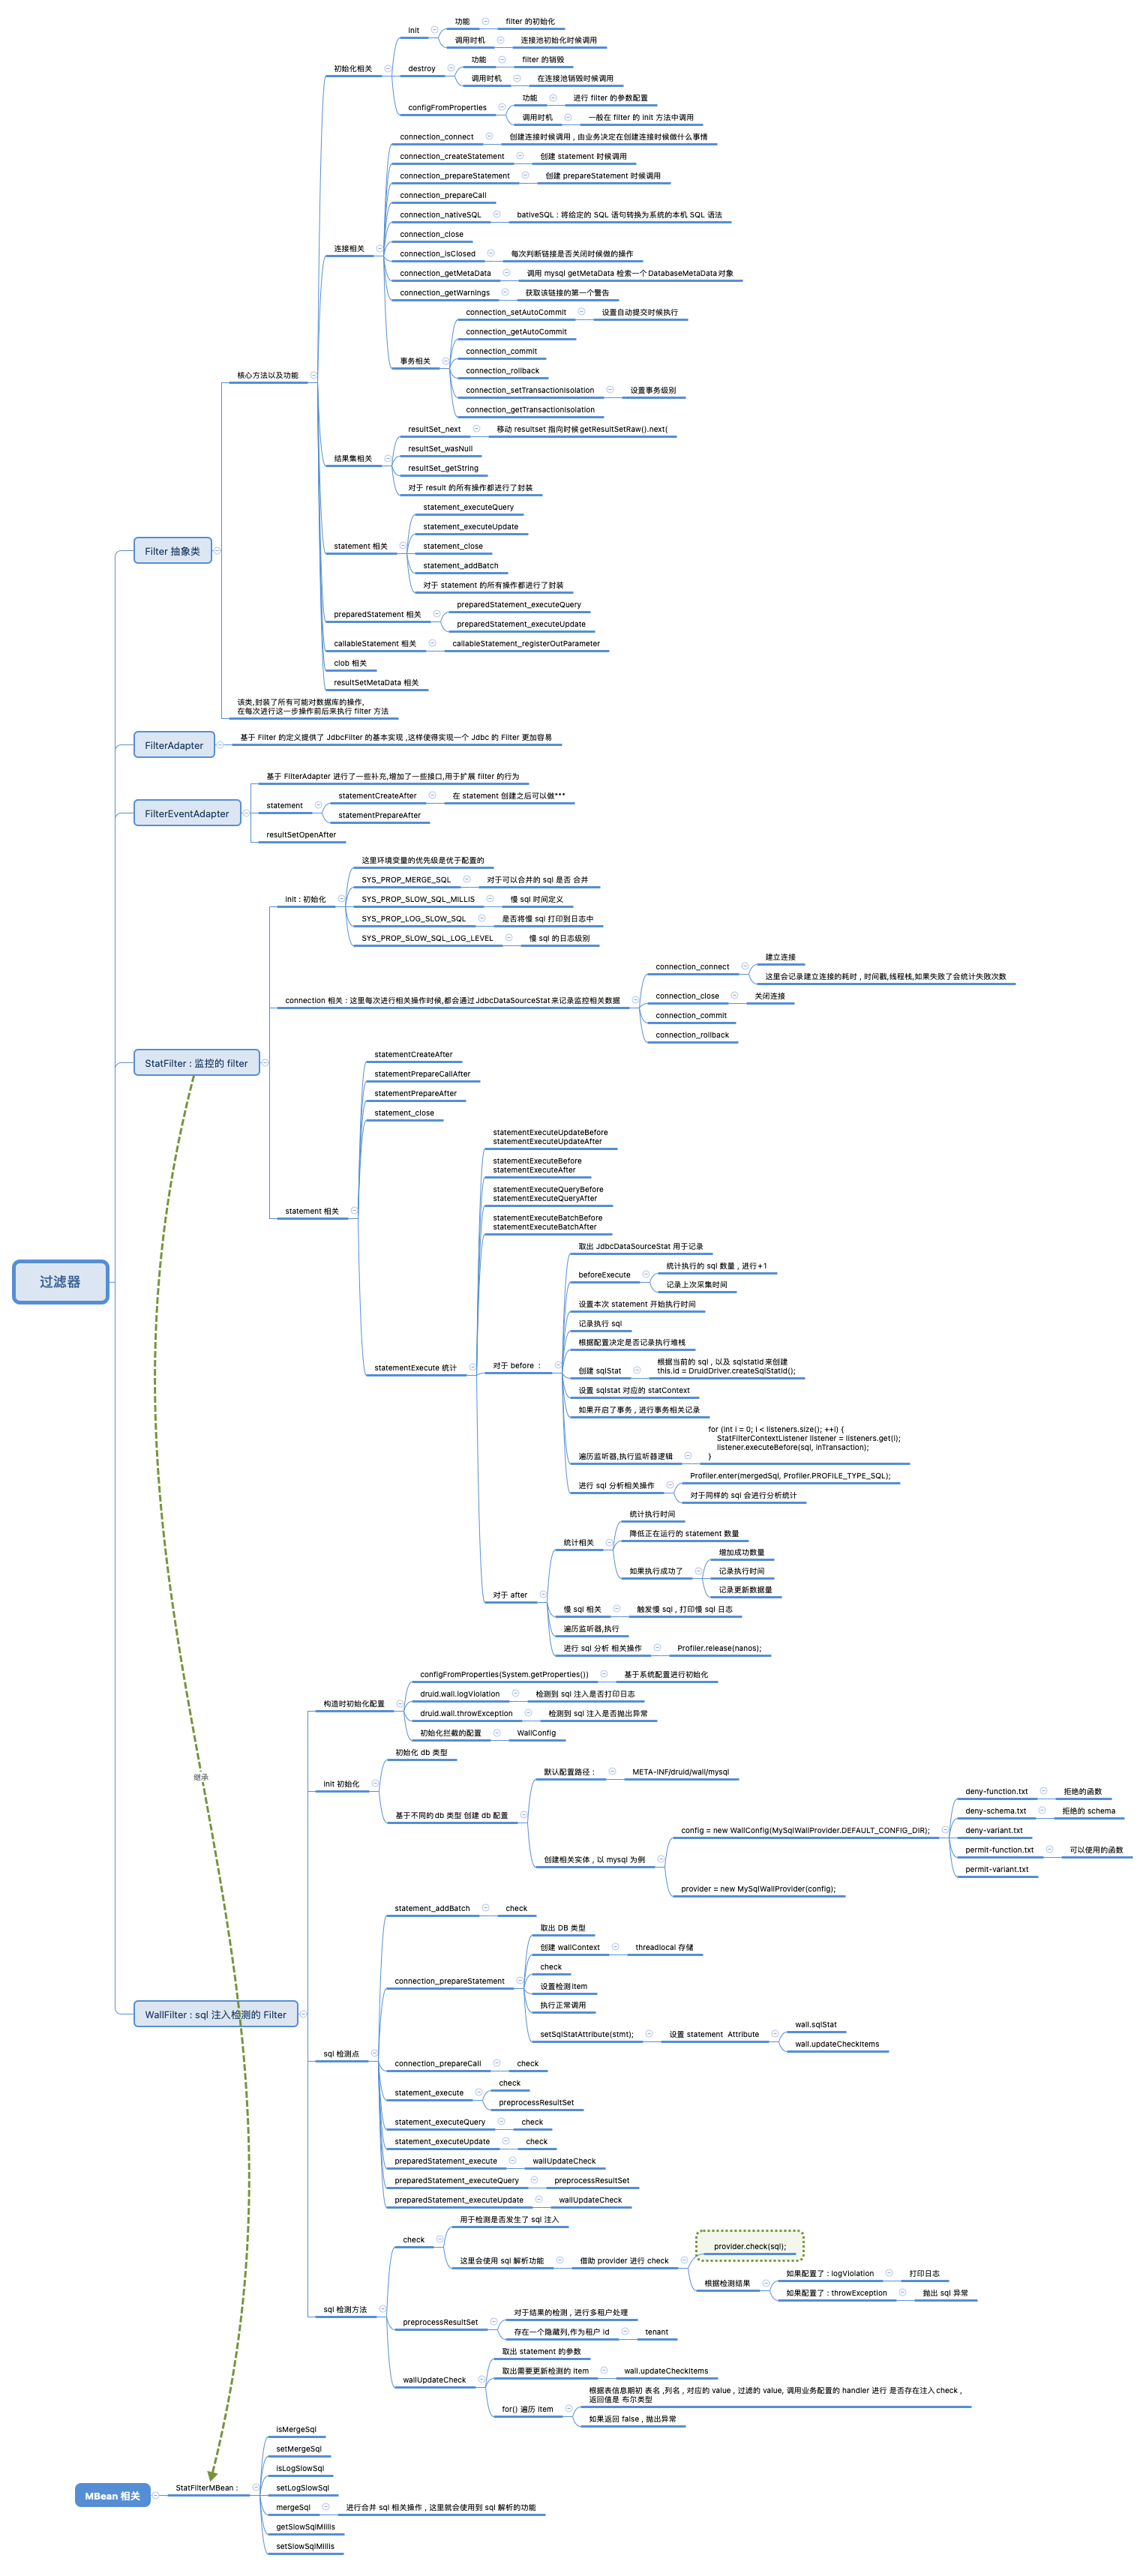 过滤器
Filter 抽象类
核心方法以及功能
初始化相关
init
功能
filter 的初始化
调用时机
连接池初始化时候调用
destroy
功能
filter 的销毁
调用时机
在连接池销毁时候调用
configFromProperties
功能
进行 filter 的参数配置
调用时机
一般在 filter 的 init 方法中调用
连接相关
connection_connect
创建连接时候调用 , 由业务决定在创建连接时候做什么事情
connection_createStatement
创建 statement 时候调用
connection_prepareStatement
创建 prepareStatement 时候调用
connection_prepareCall
connection_nativeSQL
bativeSQL : 将给定的 SQL 语句转换为系统的本机 SQL 语法
connection_close
connection_isClosed
每次判断链接是否关闭时候做的操作
connection_getMetaData
调用 mysql getMetaData 检索一个 DatabaseMetaData 对象
connection_getWarnings
获取该链接的第一个警告
事务相关
connection_setAutoCommit
设置自动提交时候执行
connection_getAutoCommit
connection_commit
connection_rollback
connection_setTransactionIsolation
设置事务级别
connection_getTransactionIsolation
结果集相关
resultSet_next
移动 resultset 指向时候 getResultSetRaw().next(
resultSet_wasNull
resultSet_getString
对于 result 的所有操作都进行了封装
statement 相关
statement_executeQuery
statement_executeUpdate
statement_close
statement_addBatch
对于 statement 的所有操作都进行了封装
preparedStatement 相关
preparedStatement_executeQuery
preparedStatement_executeUpdate
callableStatement 相关
callableStatement_registerOutParameter
clob 相关
resultSetMetaData 相关
该类,封装了所有可能对数据库的操作,
在每次进行这一步操作前后来执行 filter 方法
FilterAdapter
基于 Filter 的定义提供了 JdbcFilter 的基本实现 ,这样使得实现一个 Jdbc 的 Filter 更加容易
FilterEventAdapter
基于 FilterAdapter 进行了一些补充,增加了一些接口,用于扩展 filter 的行为
statement
statementCreateAfter
在 statement 创建之后可以做***
statementPrepareAfter
resultSetOpenAfter
StatFilter : 监控的 filter
init : 初始化
这里环境变量的优先级是优于配置的
SYS_PROP_MERGE_SQL
对于可以合并的 sql 是否 合并
SYS_PROP_SLOW_SQL_MILLIS
慢 sql 时间定义
SYS_PROP_LOG_SLOW_SQL
是否将慢 sql 打印到日志中
SYS_PROP_SLOW_SQL_LOG_LEVEL
慢 sql 的日志级别
connection 相关 : 这里每次进行相关操作时候,都会通过 JdbcDataSourceStat 来记录监控相关数据
connection_connect
建立连接
这里会记录建立连接的耗时 , 时间戳,线程栈,如果失败了会统计失败次数
connection_close
关闭连接
connection_commit
connection_rollback
statement 相关
statementCreateAfter
statementPrepareCallAfter
statementPrepareAfter
statement_close
statementExecute 统计
statementExecuteUpdateBefore
statementExecuteUpdateAfter
statementExecuteBefore
statementExecuteAfter
statementExecuteQueryBefore
statementExecuteQueryAfter
statementExecuteBatchBefore
statementExecuteBatchAfter
对于 before ：
取出 JdbcDataSourceStat 用于记录
beforeExecute
统计执行的 sql 数量 , 进行+1
记录上次采集时间
设置本次 statement 开始执行时间
记录执行 sql
根据配置决定是否记录执行堆栈
创建 sqlStat
根据当前的 sql , 以及 sqlstatid 来创建
this.id = DruidDriver.createSqlStatId();
设置 sqlstat 对应的 statContext
如果开启了事务 , 进行事务相关记录
遍历监听器,执行监听器逻辑
for (int i = 0; i < listeners.size(); ++i) {
StatFilterContextListener listener = listeners.get(i);
listener.executeBefore(sql, inTransaction);
}
进行 sql 分析相关操作
Profiler.enter(mergedSql, Profiler.PROFILE_TYPE_SQL);
对于同样的 sql 会进行分析统计
对于 after
统计相关
统计执行时间
降低正在运行的 statement 数量
如果执行成功了
增加成功数量
记录执行时间
记录更新数据量
慢 sql 相关
触发慢 sql , 打印慢 sql 日志
遍历监听器,执行
进行 sql 分析 相关操作
Profiler.release(nanos);
继承
WallFilter : sql 注入检测的 Filter
构造时初始化配置
configFromProperties(System.getProperties())
基于系统配置进行初始化
druid.wall.logViolation
检测到 sql 注入是否打印日志
druid.wall.throwException
检测到 sql 注入是否抛出异常
初始化拦截的配置
WallConfig
init 初始化
初始化 db 类型
基于不同的 db 类型 创建 db 配置
默认配置路径：
META-INF/druid/wall/mysql
创建相关实体 , 以 mysql 为例
config = new WallConfig(MySqlWallProvider.DEFAULT_CONFIG_DIR);
deny-function.txt
拒绝的函数
deny-schema.txt
拒绝的 schema
deny-variant.txt
permit-function.txt
可以使用的函数
permit-variant.txt
provider = new MySqlWallProvider(config);
sql 检测点
statement_addBatch
check
connection_prepareStatement
取出 DB 类型
创建 wallContext
threadlocal 存储
check
设置检测Item
执行正常调用
setSqlStatAttribute(stmt);
设置 statement Attribute
wall.sqlStat
wall.updateCheckItems
connection_prepareCall
check
statement_execute
check
preprocessResultSet
statement_executeQuery
check
statement_executeUpdate
check
preparedStatement_execute
wallUpdateCheck
preparedStatement_executeQuery
preprocessResultSet
preparedStatement_executeUpdate
wallUpdateCheck
sql 检测方法
check
用于检测是否发生了 sql 注入
这里会使用 sql 解析功能
借助 provider 进行 check
provider.check(sql);
根据检测结果
如果配置了 : logViolation
打印日志
如果配置了 : throwException
抛出 sql 异常
preprocessResultSet
对于结果的检测 , 进行多租户处理
存在一个隐藏列,作为租户 id
tenant
wallUpdateCheck
取出 statement 的参数
取出需要更新检测的 item
wall.updateCheckItems
for() 遍历 item
根据表信息期初 表名 ,列名 , 对应的 value , 过滤的 value, 调用业务配置的 handler 进行 是否存在注入 check ,
返回值是 布尔类型
如果返回 false , 抛出异常
MBean 相关
StatFilterMBean :
isMergeSql
setMergeSql
isLogSlowSql
setLogSlowSql
mergeSql
进行合并 sql 相关操作 , 这里就会使用到 sql 解析的功能
getSlowSqlMillis
setSlowSqlMillis